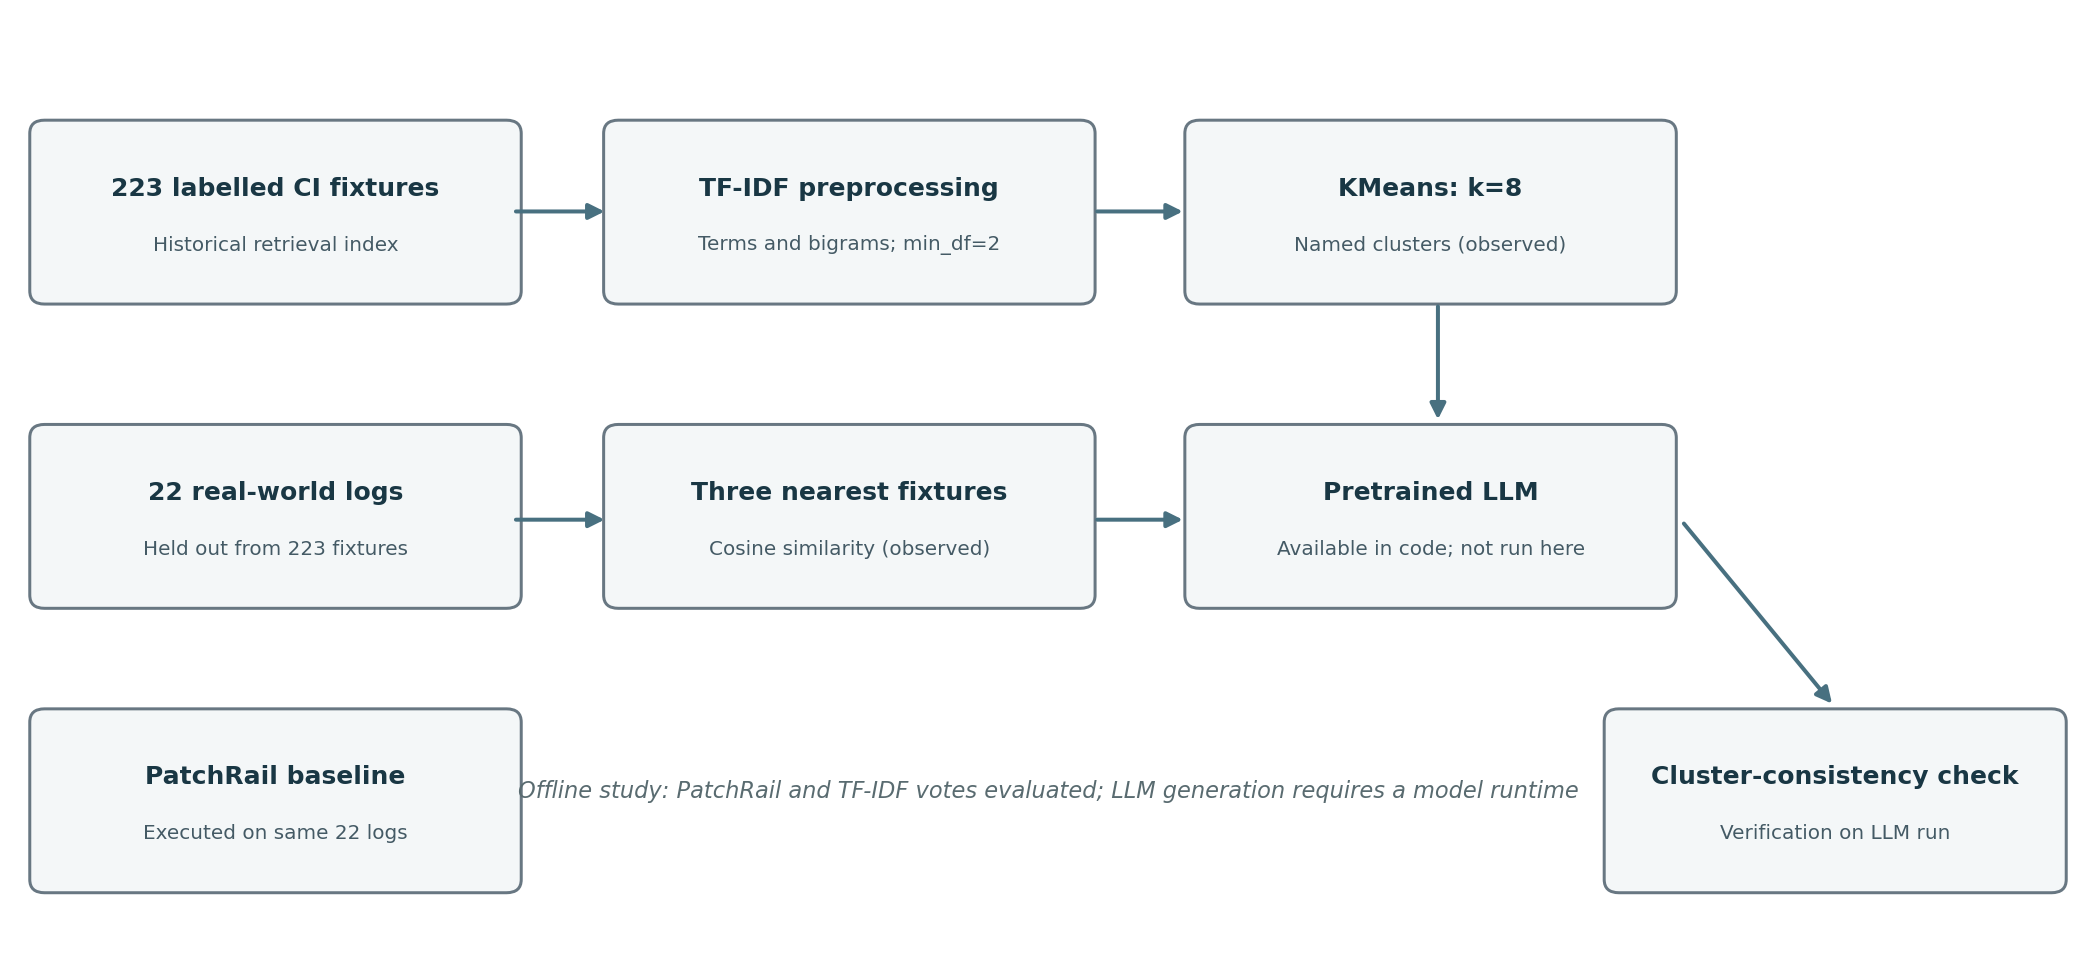 223 labelled CI fixtures
Historical retrieval index
TF-IDF preprocessing
Terms and bigrams; min_df=2
KMeans: k=8
Named clusters (observed)
22 real-world logs
Held out from 223 fixtures
Three nearest fixtures
Cosine similarity (observed)
Pretrained LLM
Available in code; not run here
PatchRail baseline
Executed on same 22 logs
Offline study: PatchRail and TF-IDF votes evaluated; LLM generation requires a model runtime
Cluster-consistency check
Verification on LLM run